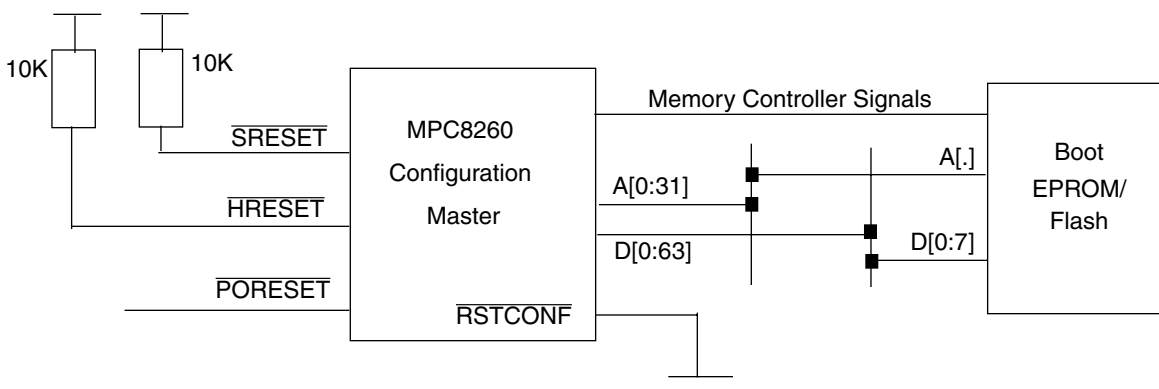 10K
10K
SRESET
HRESET
PORESET
MPC8260
Configuration
Master
RSTCONF
Memory Controller Signals
A[0:31]
D[0:63]
A[.]
D[0:7]
Boot
EPROM/
Flash